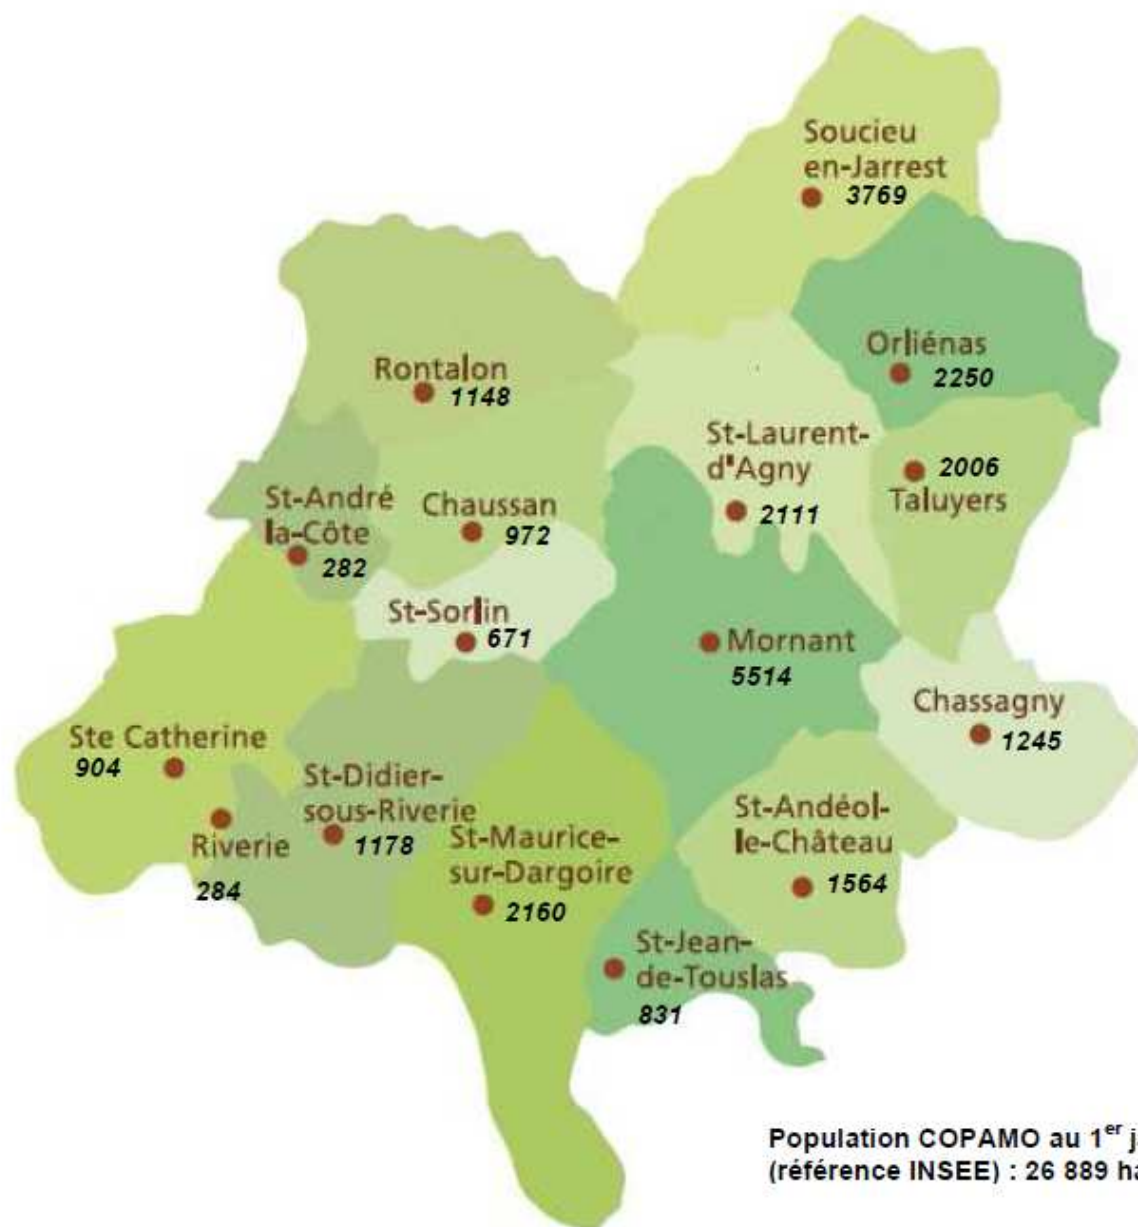 Soucieu
en-Jarrest
3769
Orliénas
2250
Rontalon
1148
St-Laurent-
d'Agny
2111
2006
Taluyers
St-André
la-Côte
282
Chaussan
972
St-Sorlin
671
Mornant
5514
Chassagny
1245
Ste Catherine
904
St-Didier-
sous-Riverie
1178
Riverie
284
St-Maurice-
sur-Dargoire
2160
St-Andéol-
le-Château
1564
St-Jean-
de-Touslas
831
Population COPAMO au 1er j
(référence INSEE) : 26 889 ha